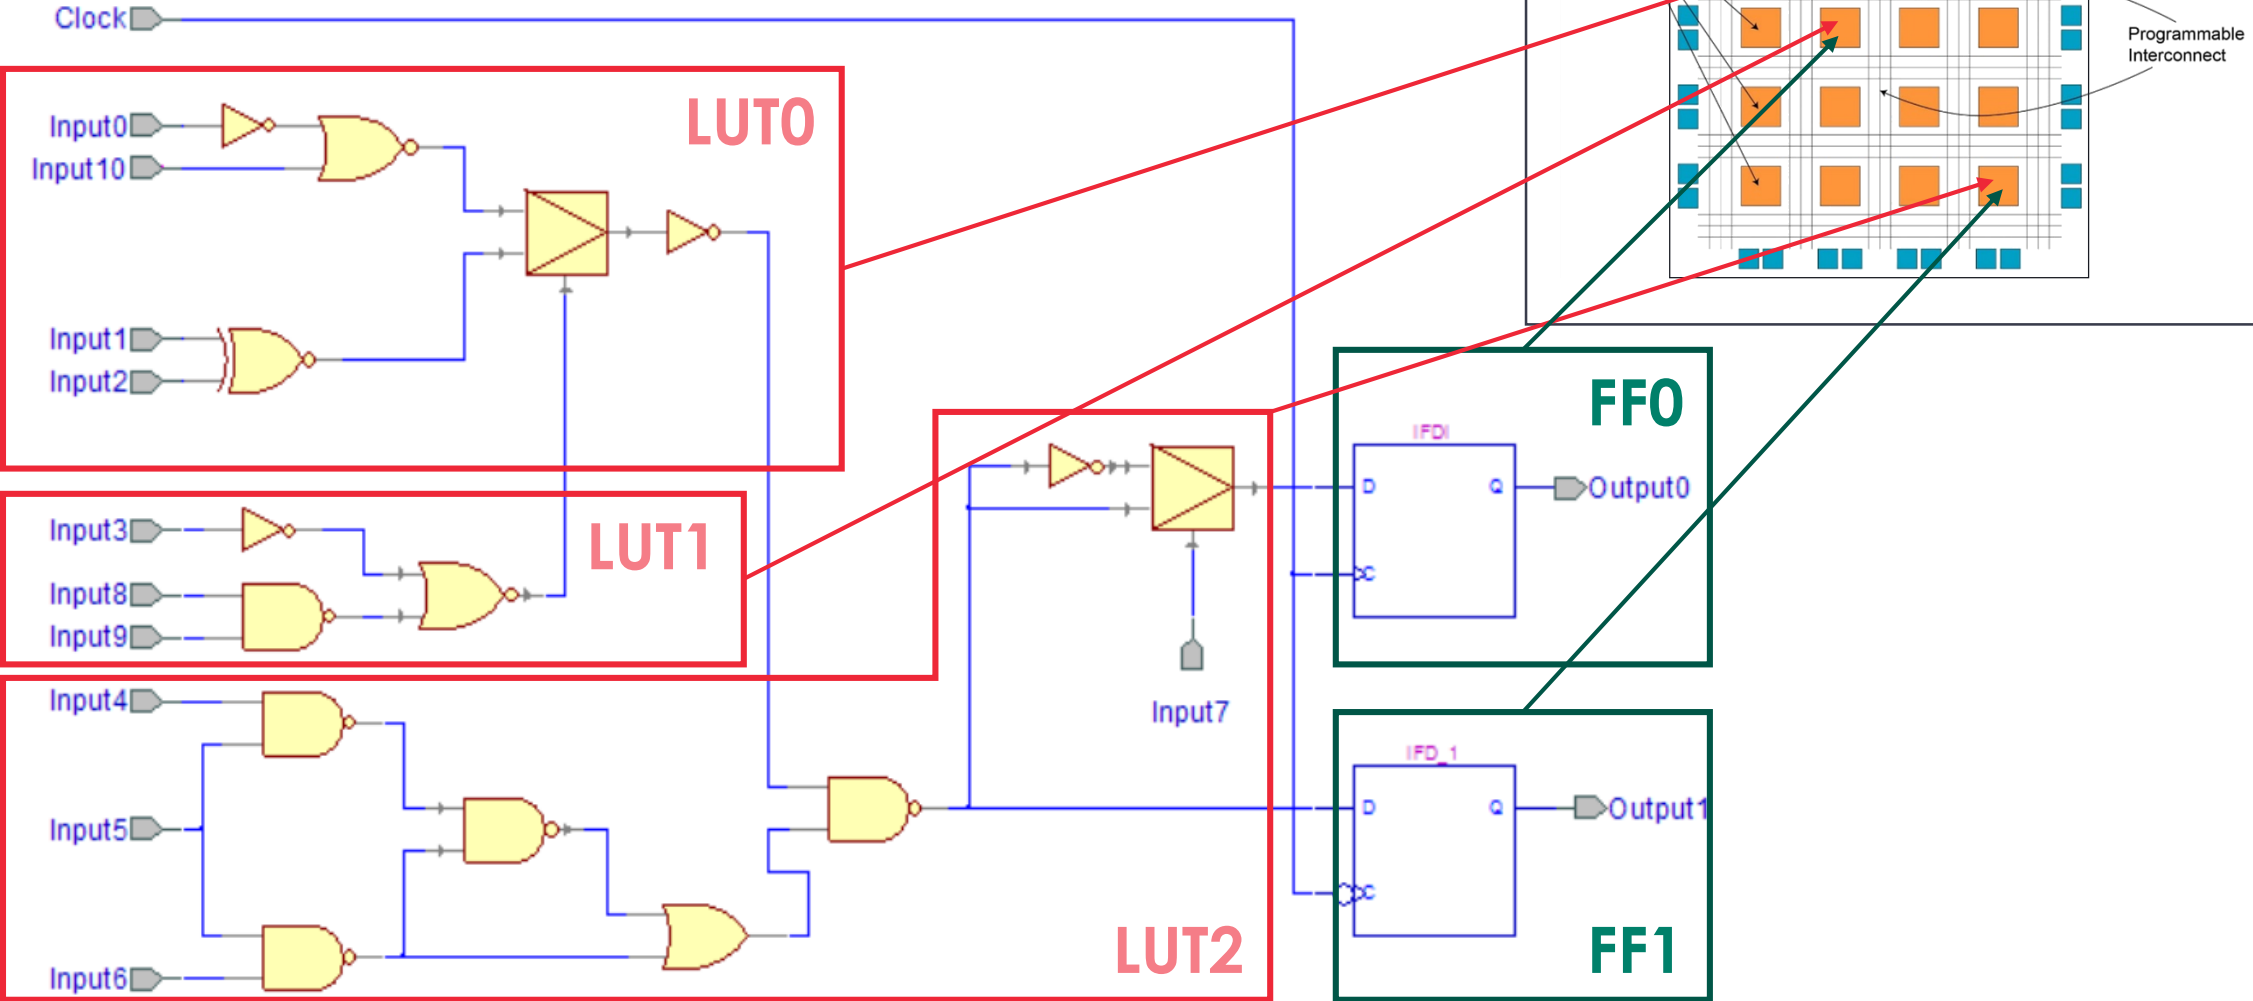 Clock
Programmable
Interconnect
LUT0
Input0
Input10
Input1
Input2
FF0
IFDI
D
Q
Output0
C
LUT1
Input3
Input8
Input9
Input4
Input7
Input5
IFD_1
D
Q
Output1
C
LUT2
FF1
Input6